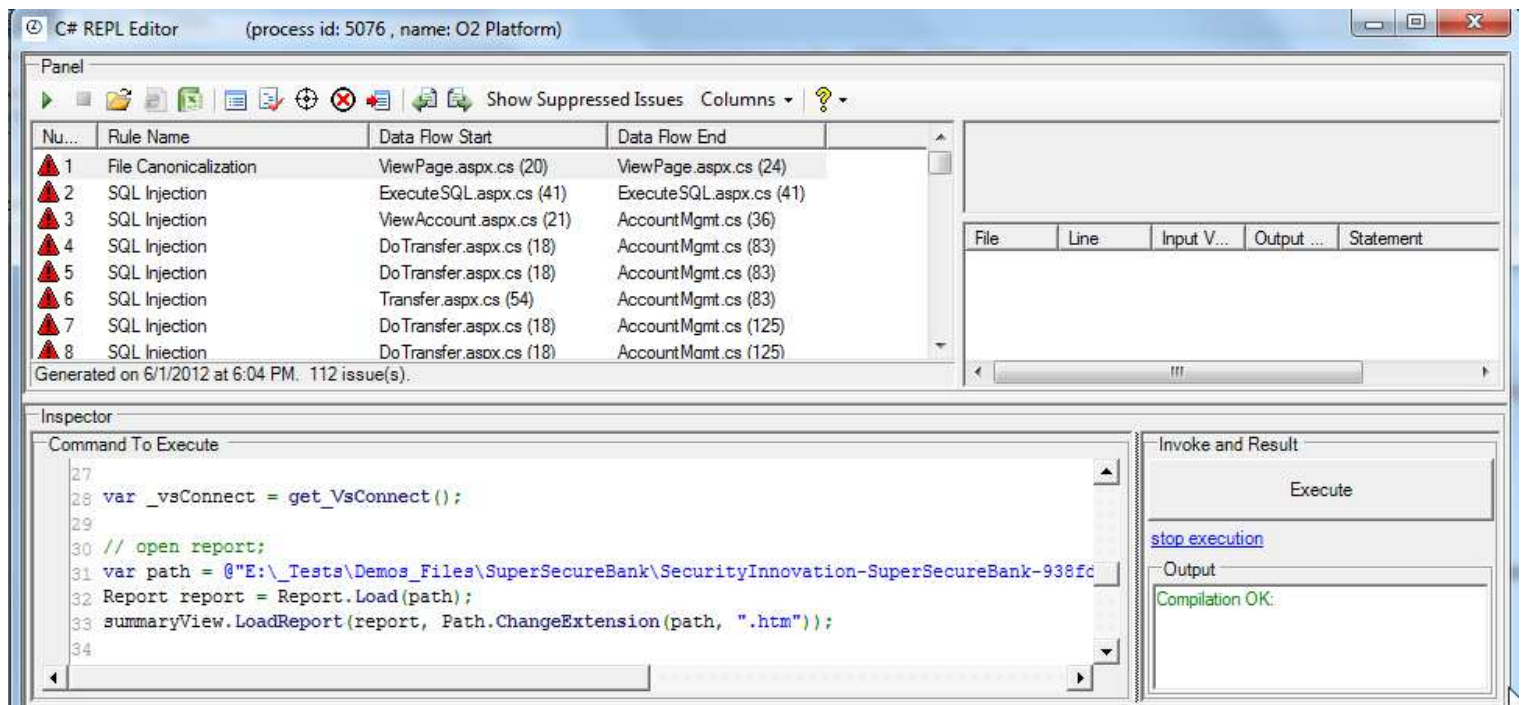 C# REPL Editor (process id: 5076 , name: O2 Platform)
Panel
Show Suppressed Issues Columns
Nu... Rule Name Data Flow Start Data Flow End
1 File Canonicalization ViewPage.aspx.cs (20) ViewPage.aspx.cs (24)
2 SQL Injection ExecuteSQL.aspx.cs (41) ExecuteSQL.aspx.cs (41)
3 SQL Injection ViewAccount.aspx.cs (21) AccountMgmt.cs (36)
4 SQL Injection DoTransfer.aspx.cs (18) AccountMgmt.cs (83)
5 SQL Injection DoTransfer.aspx.cs (18) AccountMgmt.cs (83)
6 SQL Injection Transfer.aspx.cs (54) AccountMgmt.cs (83)
7 SQL Injection DoTransfer.aspx.cs (18) AccountMgmt.cs (125)
8 SQL Injection DoTransfer.aspx.cs (18) AccountMgmt.cs (125)
Generated on 6/1/2012 at 6:04 PM. 112 issue(s).
File Line Input V... Output ... Statement
Inspector
Command To Execute
27
28 var _vsConnect = get_VsConnect();
29
30 // open report;
31 var path = @"E:\_Tests\Demos_Files\SuperSecureBank\SecurityInnovation-SuperSecureBank-938fd
32 Report report = Report.Load(path);
33 summaryView.LoadReport(report, Path.ChangeExtension(path, ".htm"));
34
Invoke and Result
Execute
stop execution
Output
Compilation OK: